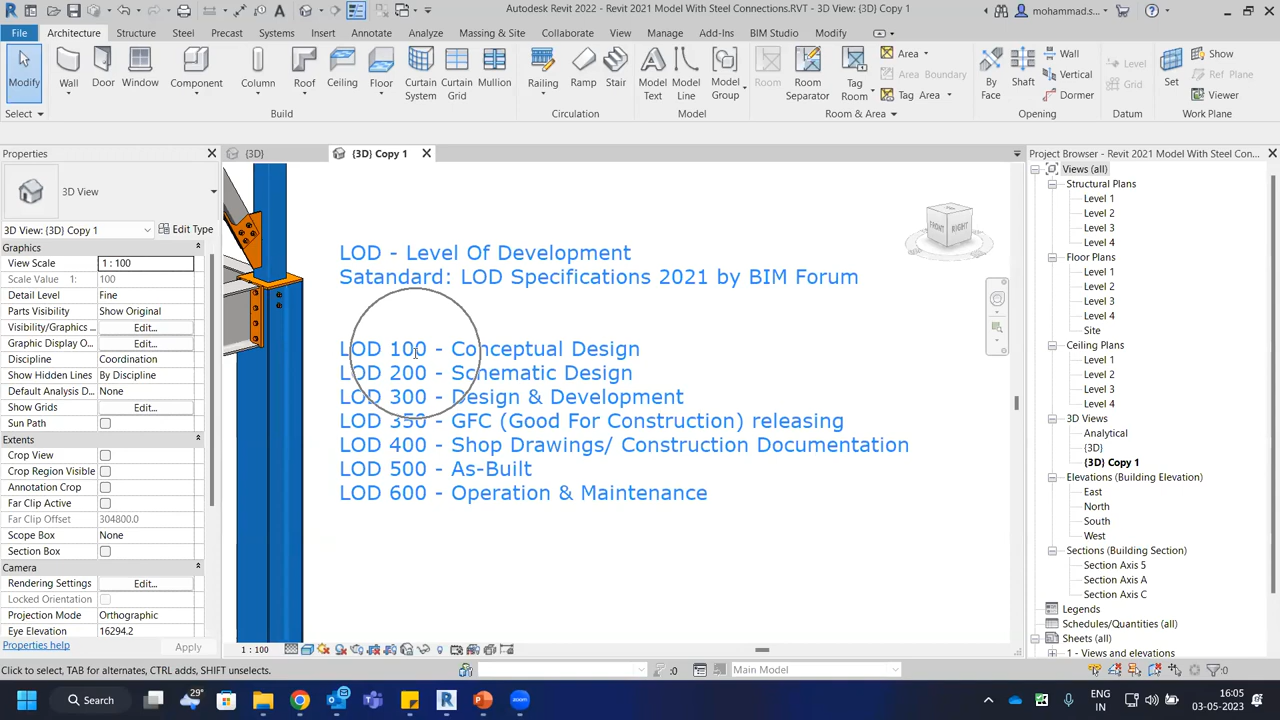 Autodesk Revit 2022 - Revit 2021 Model With Steel Connections.RVT - 3D View: {3D} Copy 1
mohammad.s...
File Architecture Structure Steel Precast Systems Insert Annotate Analyze Massing & Site Collaborate View Manage Add-Ins BIM Studio Modify
Modify Wall Door Window Component Column Roof Ceiling Floor Curtain System Curtain Grid Mullion Railing Ramp Stair Model Text Model Line Model Group Room Room Separator Tag Room Area Area Boundary Tag Area By Face Shaft Wall Vertical Dormer Level Grid Set Show Ref Plane Viewer
Select Build Circulation Model Room & Area Opening Datum Work Plane
Properties
3D View
3D View: {3D} Copy 1 Edit Type
Graphics
View Scale 1 : 100
Scale Value 1: 100
Detail Level Fine
Parts Visibility Show Original
Visibility/Graphics ... Edit...
Graphic Display O... Edit...
Discipline Coordination
Show Hidden Lines By Discipline
Default Analysis D... None
Show Grids Edit...
Sun Path
Extents
Crop View
Crop Region Visible
Annotation Crop
Far Clip Active
Far Clip Offset 304800.0
Scope Box None
Section Box
Camera
Rendering Settings Edit...
Locked Orientation
Projection Mode Orthographic
Eye Elevation 16294.2
Properties help Apply
{3D} {3D} Copy 1
TOP
FRONT RIGHT
LOD - Level Of Development
Satandard: LOD Specifications 2021 by BIM Forum
LOD 100 - Conceptual Design
LOD 200 - Schematic Design
LOD 300 - Design & Development
LOD 350 - GFC (Good For Construction) releasing
LOD 400 - Shop Drawings/ Construction Documentation
LOD 500 - As-Built
LOD 600 - Operation & Maintenance
1 : 100
Project Browser - Revit 2021 Model With Steel Con...
Views (all)
Structural Plans
Level 1
Level 2
Level 3
Level 4
Floor Plans
Level 1
Level 2
Level 3
Level 4
Site
Ceiling Plans
Level 1
Level 2
Level 3
Level 4
3D Views
Analytical
{3D}
{3D} Copy 1
Elevations (Building Elevation)
East
North
South
West
Sections (Building Section)
Section Axis 5
Section Axis A
Section Axis C
Legends
Schedules/Quantities (all)
Sheets (all)
1 - Views and elevations
Click to select, TAB for alternates, CTRL adds, SHIFT unselects. :0 Main Model :0
29° Search ENG IN 16:05 03-05-2023